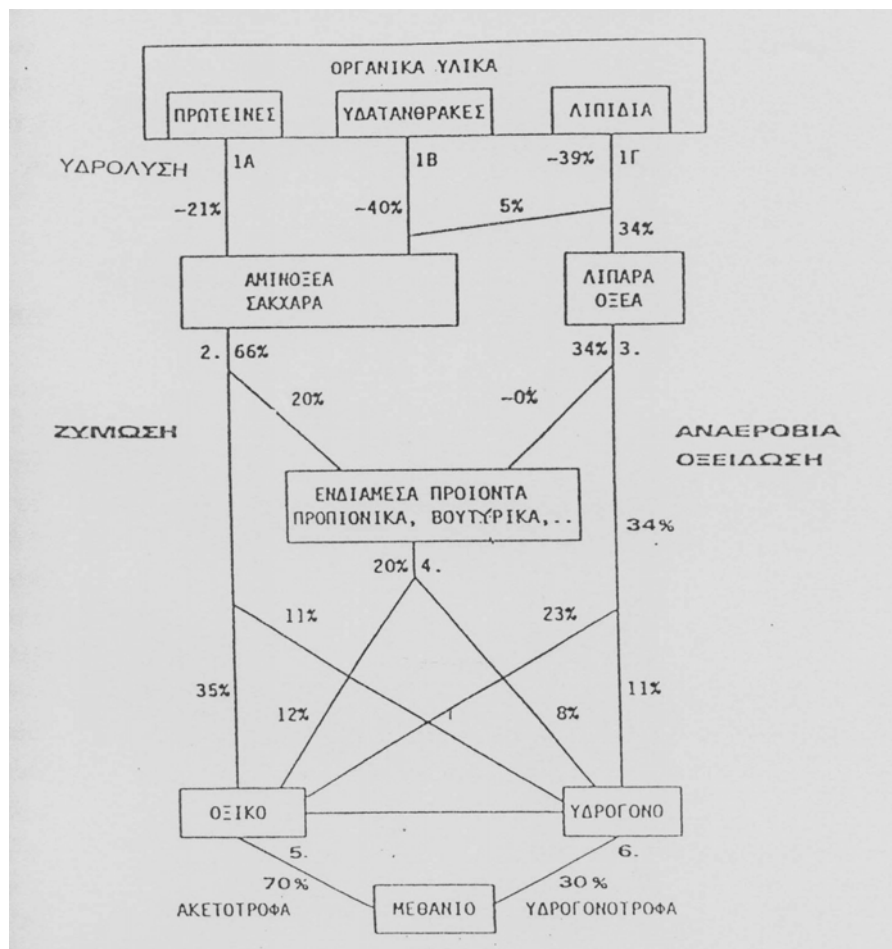 ΟΡΓΑΝΙΚΑ ΥΛΙΚΑ
ΠΡΩΤΕΙΝΕΣ ΥΔΑΤΑΝΘΡΑΚΕΣ ΛΙΠΙΔΙΑ
ΥΔΡΟΛΥΣΗ 1Α 1Β -39% 1Γ
-21% -40% 5%
34%
ΑΜΙΝΟΞΕΑ
ΣΑΚΧΑΡΑ
ΛΙΠΑΡΑ
ΟΞΕΑ
2. 66% 34% 3.
20% -0%
ΖΥΜΩΣΗ
ΑΝΑΕΡΟΒΙΑ
ΟΞΕΙΔΩΣΗ
ΕΝΔΙΑΜΕΣΑ ΠΡΟΙΟΝΤΑ
ΠΡΟΠΙΟΝΙΚΑ, ΒΟΥΤΥΡΙΚΑ,..
34%
20% 4.
11% 23%
35% 12% 8% 11%
ΟΞΙΚΟ ΥΔΡΟΓΟΝΟ
5. 6.
70% 30%
ΑΚΕΤΟΤΡΟΦΑ ΜΕΘΑΝΙΟ ΥΔΡΟΓΟΝΟΤΡΟΦΑ